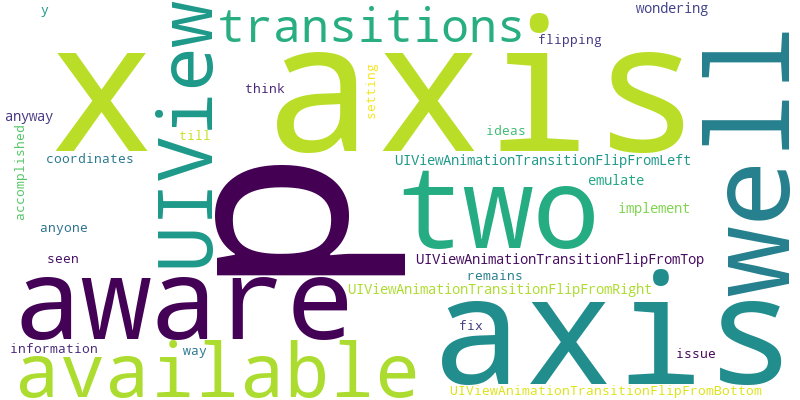 y
wondering
transitions
flipping
x axis
UIView
well
think
setting
anyway
till
ideas
accomplished
coordinates
UIViewAnimationTransitionFlipFromLeft
p
two
emulate
implement
anyone
seen
UIViewAnimationTransitionFlipFromTop
remains
aware
UIViewAnimationTransitionFlipFromRight
axis
fix
information
way
issue
available
UIViewAnimationTransitionFlipFromBottom